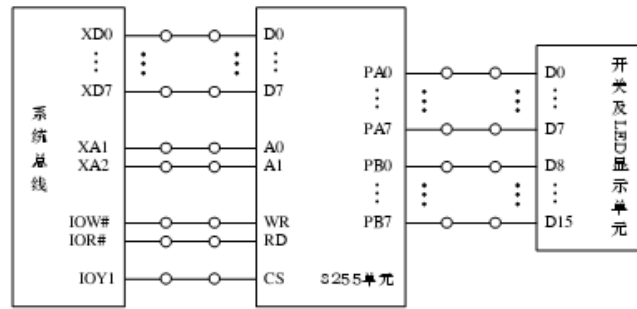 系统总线
XD0
XD7
XA1
XA2
IOW#
IOR#
IOY1
D0
D7
A0
A1
WR
RD
CS
PA0
PA7
PB0
PB7
8255单元
D0
D7
D8
D15
开关及LED显示单元